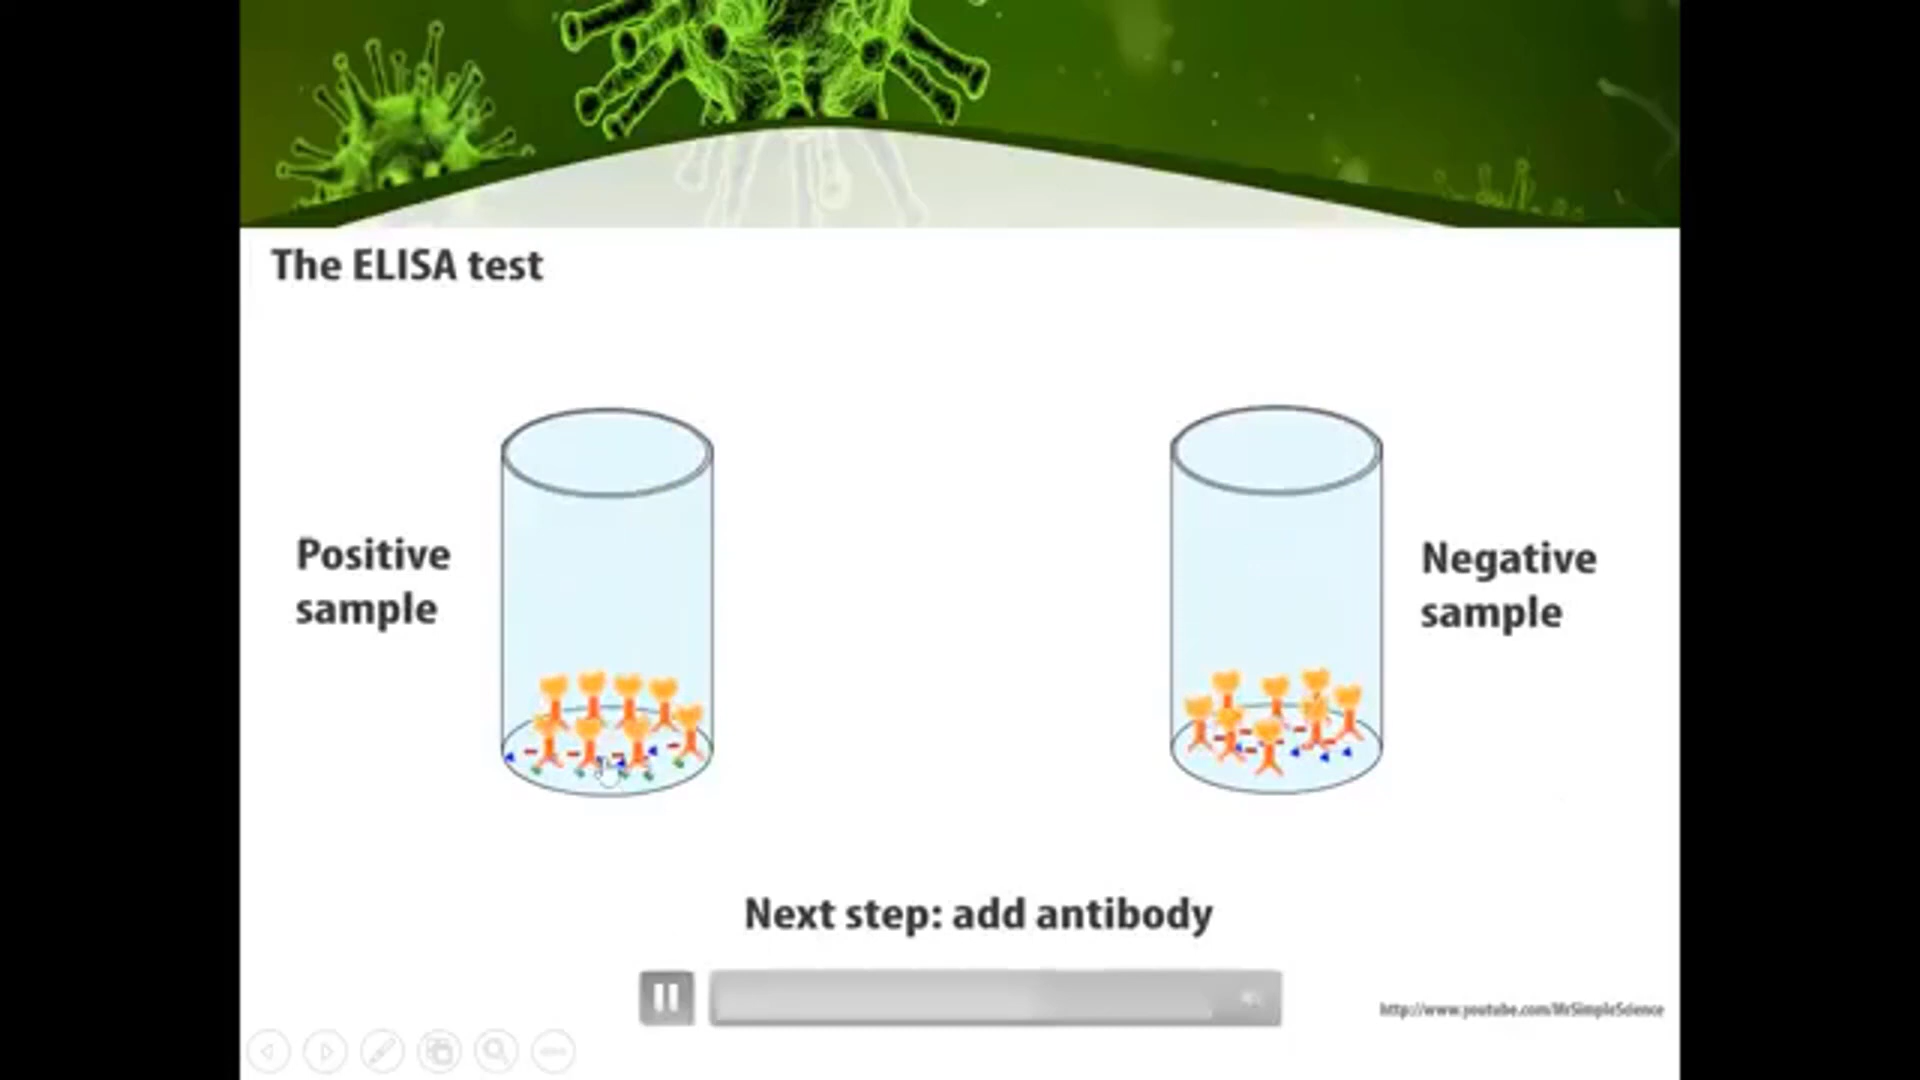 The ELISA test
Positive
sample
Negative
sample
Next step: add antibody
http://www.youtube.com/MrSimpleScience